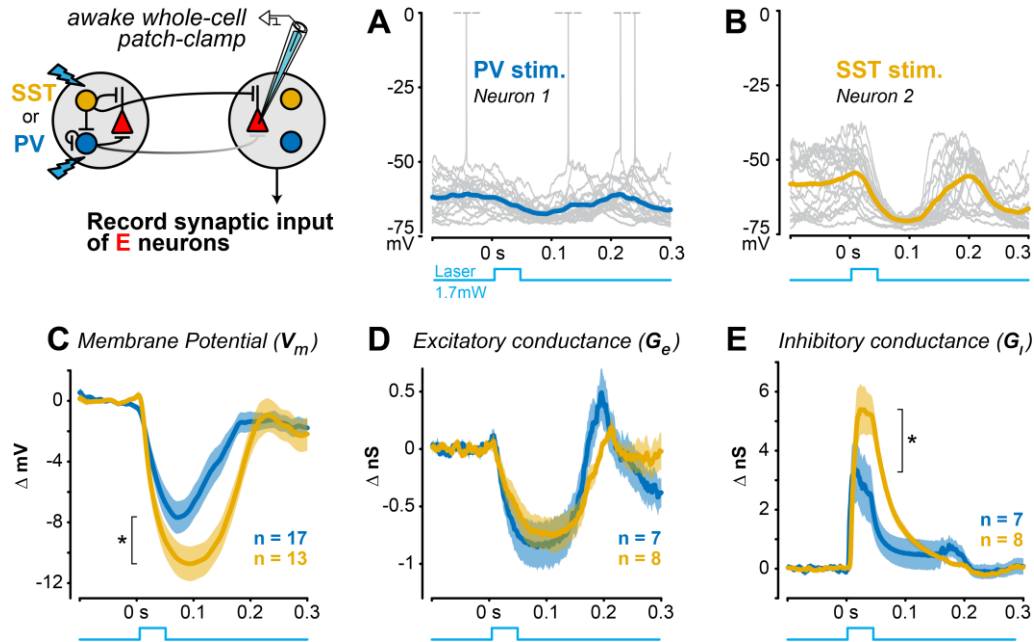 awake whole-cell
patch-clamp
SST
or
PV
Record synaptic input
of E neurons
A
PV stim.
Neuron 1
0
-25
-50
-75
mV
0 s
0.1
0.2
0.3
Laser
1.7mW
B
SST stim.
Neuron 2
0
-25
-50
-75
mV
0 s
0.1
0.2
0.3
C Membrane Potential (Vm)
Δ mV
0
-4
-8
-12
*
n = 17
n = 13
0 s
0.1
0.2
0.3
D Excitatory conductance (Ge)
Δ nS
0.5
0
-0.5
-1
n = 7
n = 8
0 s
0.1
0.2
0.3
E Inhibitory conductance (GI)
Δ nS
6
4
2
0
*
n = 7
n = 8
0 s
0.1
0.2
0.3